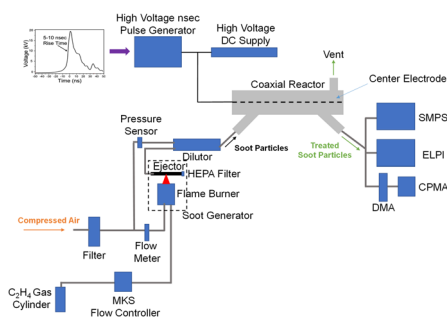 High Voltage nsec
Pulse Generator
High Voltage
DC Supply
5-10 nsec
Rise Time
Voltage (kV)
Time (ns)
Vent
Coaxial Reactor
Center Electrode
Pressure
Sensor
Soot Particles
Treated
Soot Particles
SMPS
ELPI
CPMA
DMA
Dilutor
Ejector
HEPA Filter
Flame Burner
Soot Generator
Compressed Air
Filter
Flow
Meter
C₂H₄ Gas
Cylinder
MKS
Flow Controller